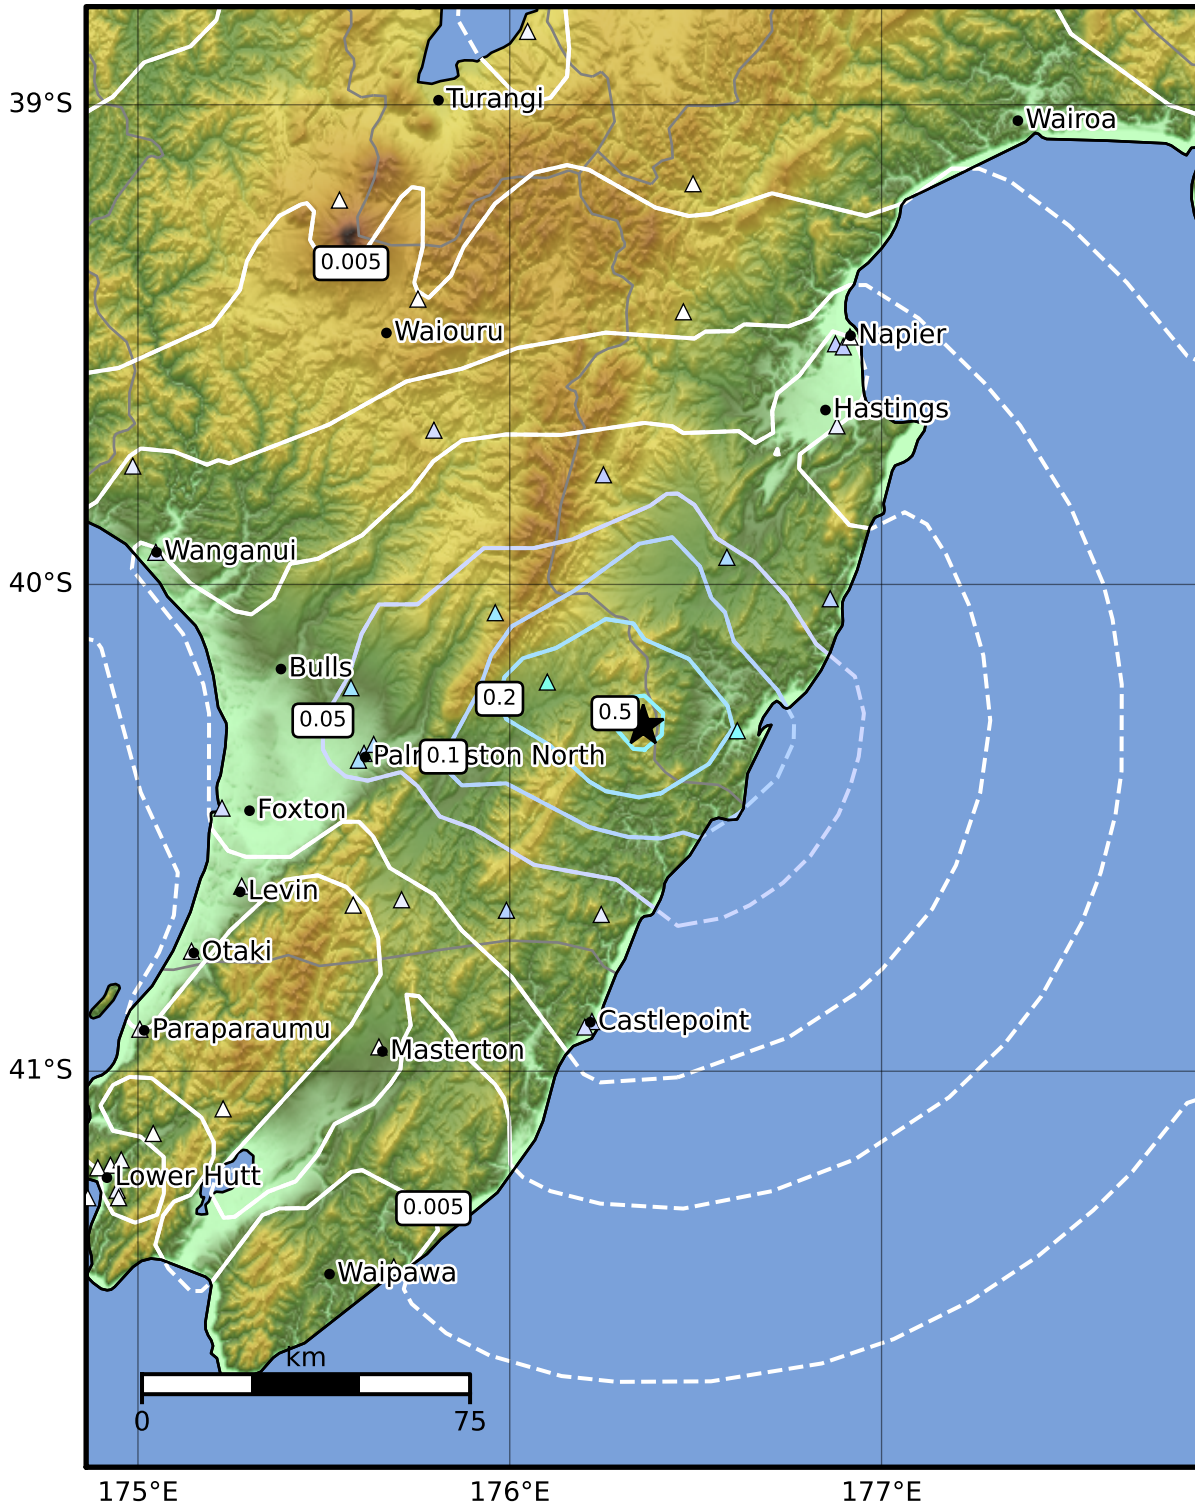 39°S
Turangi
Wairoa
0.005
Waiouru
Napier
Hastings
Wanganui
40°S
Bulls
0.2
0.05
0.5
Palm
ston North
0.1
Foxton
Levin
Otaki
Castlepoint
Paraparaumu
Masterton
41°S
Lower Hutt
0.005
Waipawa
km
0
75
175°E
176°E
177°E